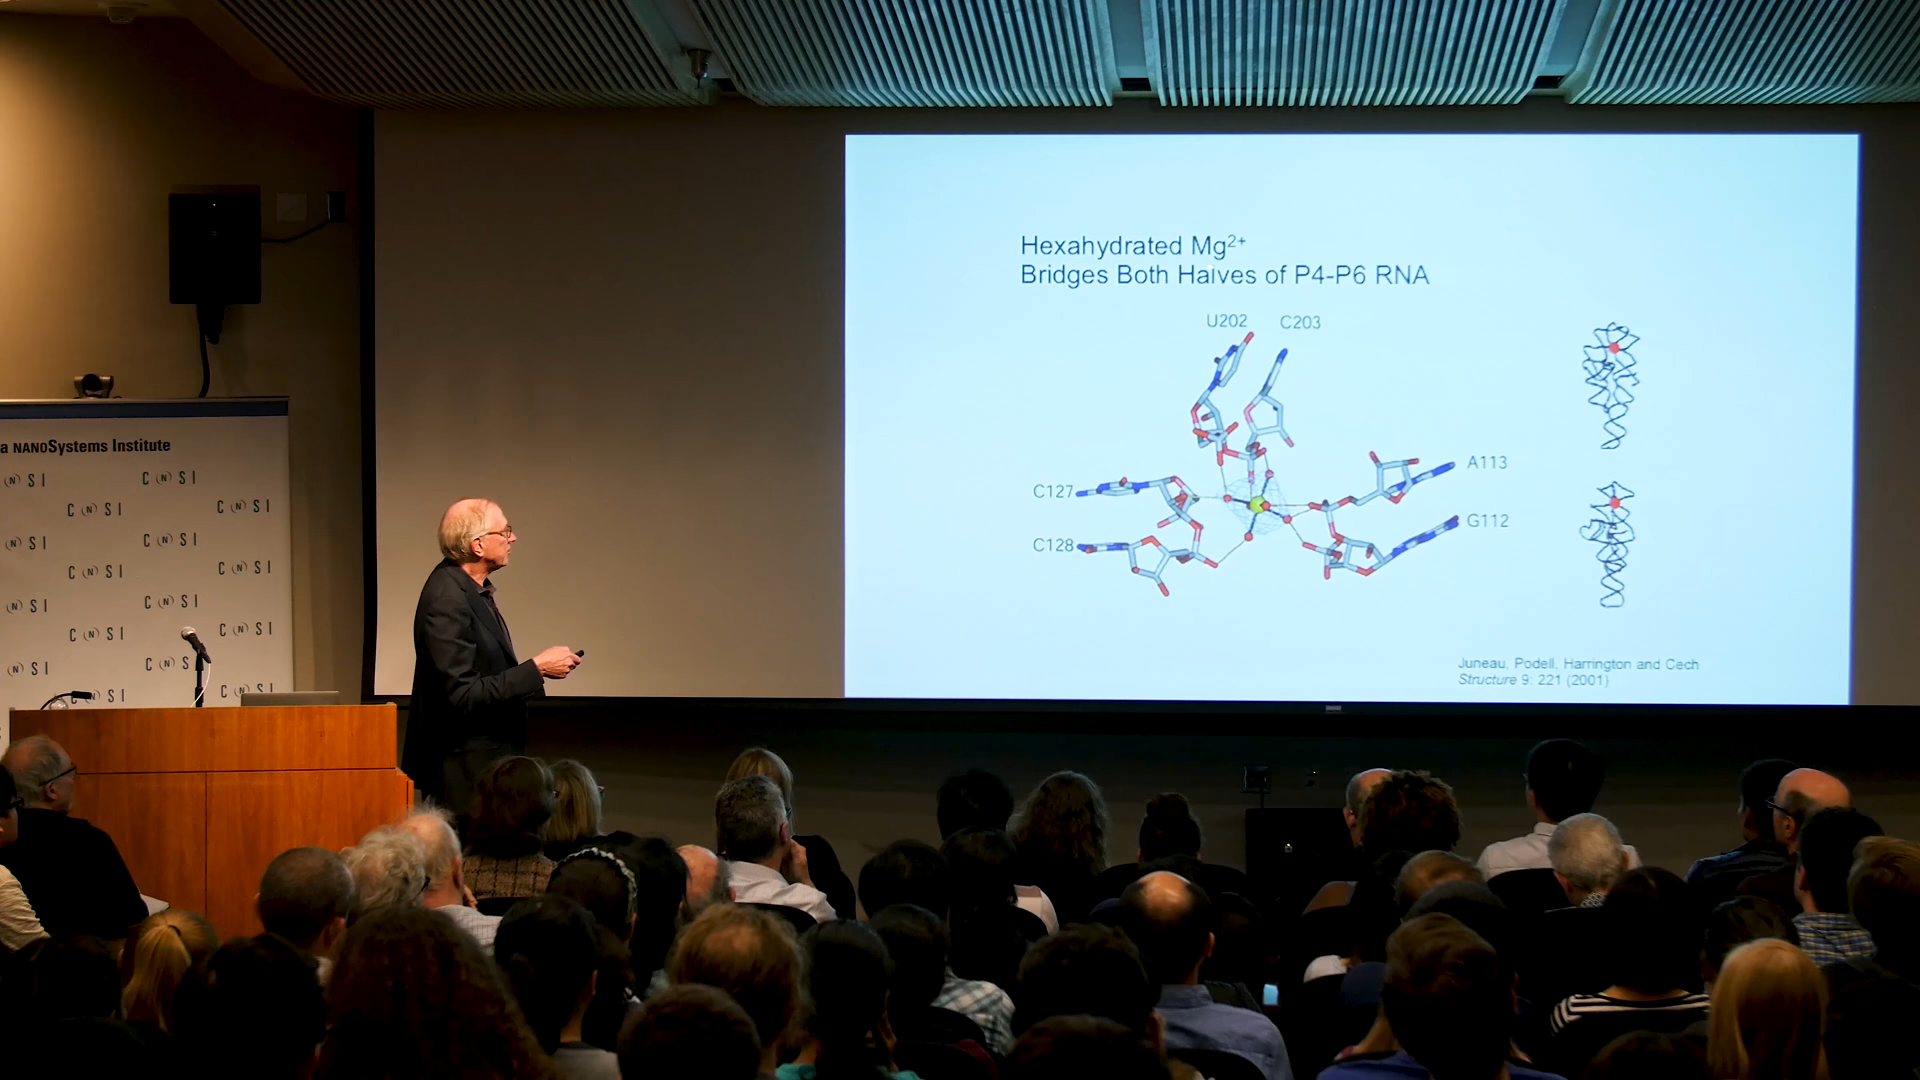 Hexahydrated Mg2+
Bridges Both Halves of P4-P6 RNA
U202 C203
A113
C127
G112
C128
Juneau, Podell, Harrington and Cech
Structure 9: 221 (2001)
a NANOSystems Institute
(N) S I C (N) S I
C (N) S I C (N) S I
(N) S I C (N) S I
C (N) S I C (N) S I
(N) S I C (N) S I
C (N) S I C (N) S I
(N) S I C (N) S
(N) S I C (N) S I